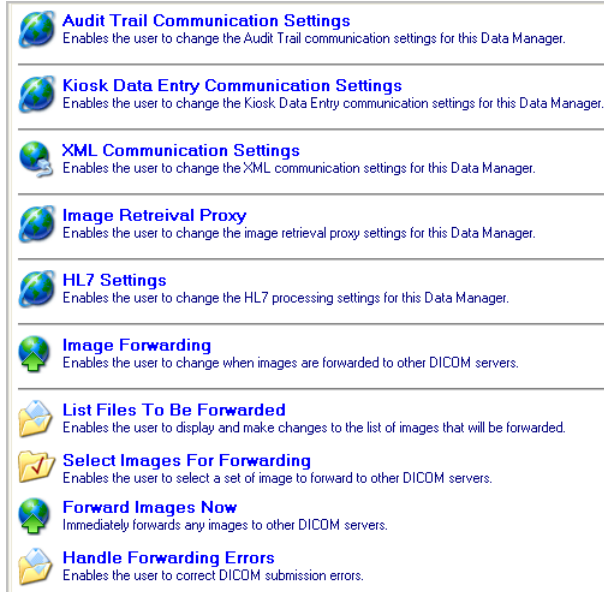 Audit Trail Communication Settings
Enables the user to change the Audit Trail communication settings for this Data Manager.
Kiosk Data Entry Communication Settings
Enables the user to change the Kiosk Data Entry communication settings for this Data Manager.
XML Communication Settings
Enables the user to change the XML communication settings for this Data Manager.
Image Retreival Proxy
Enables the user to change the image retrieval proxy settings for this Data Manager.
HL7 Settings
Enables the user to change the HL7 processing settings for this Data Manager.
Image Forwarding
Enables the user to change when images are forwarded to other DICOM servers.
List Files To Be Forwarded
Enables the user to display and make changes to the list of images that will be forwarded.
Select Images For Forwarding
Enables the user to select a set of image to forward to other DICOM servers.
Forward Images Now
Immediately forwards any images to other DICOM servers.
Handle Forwarding Errors
Enables the user to correct DICOM submission errors.